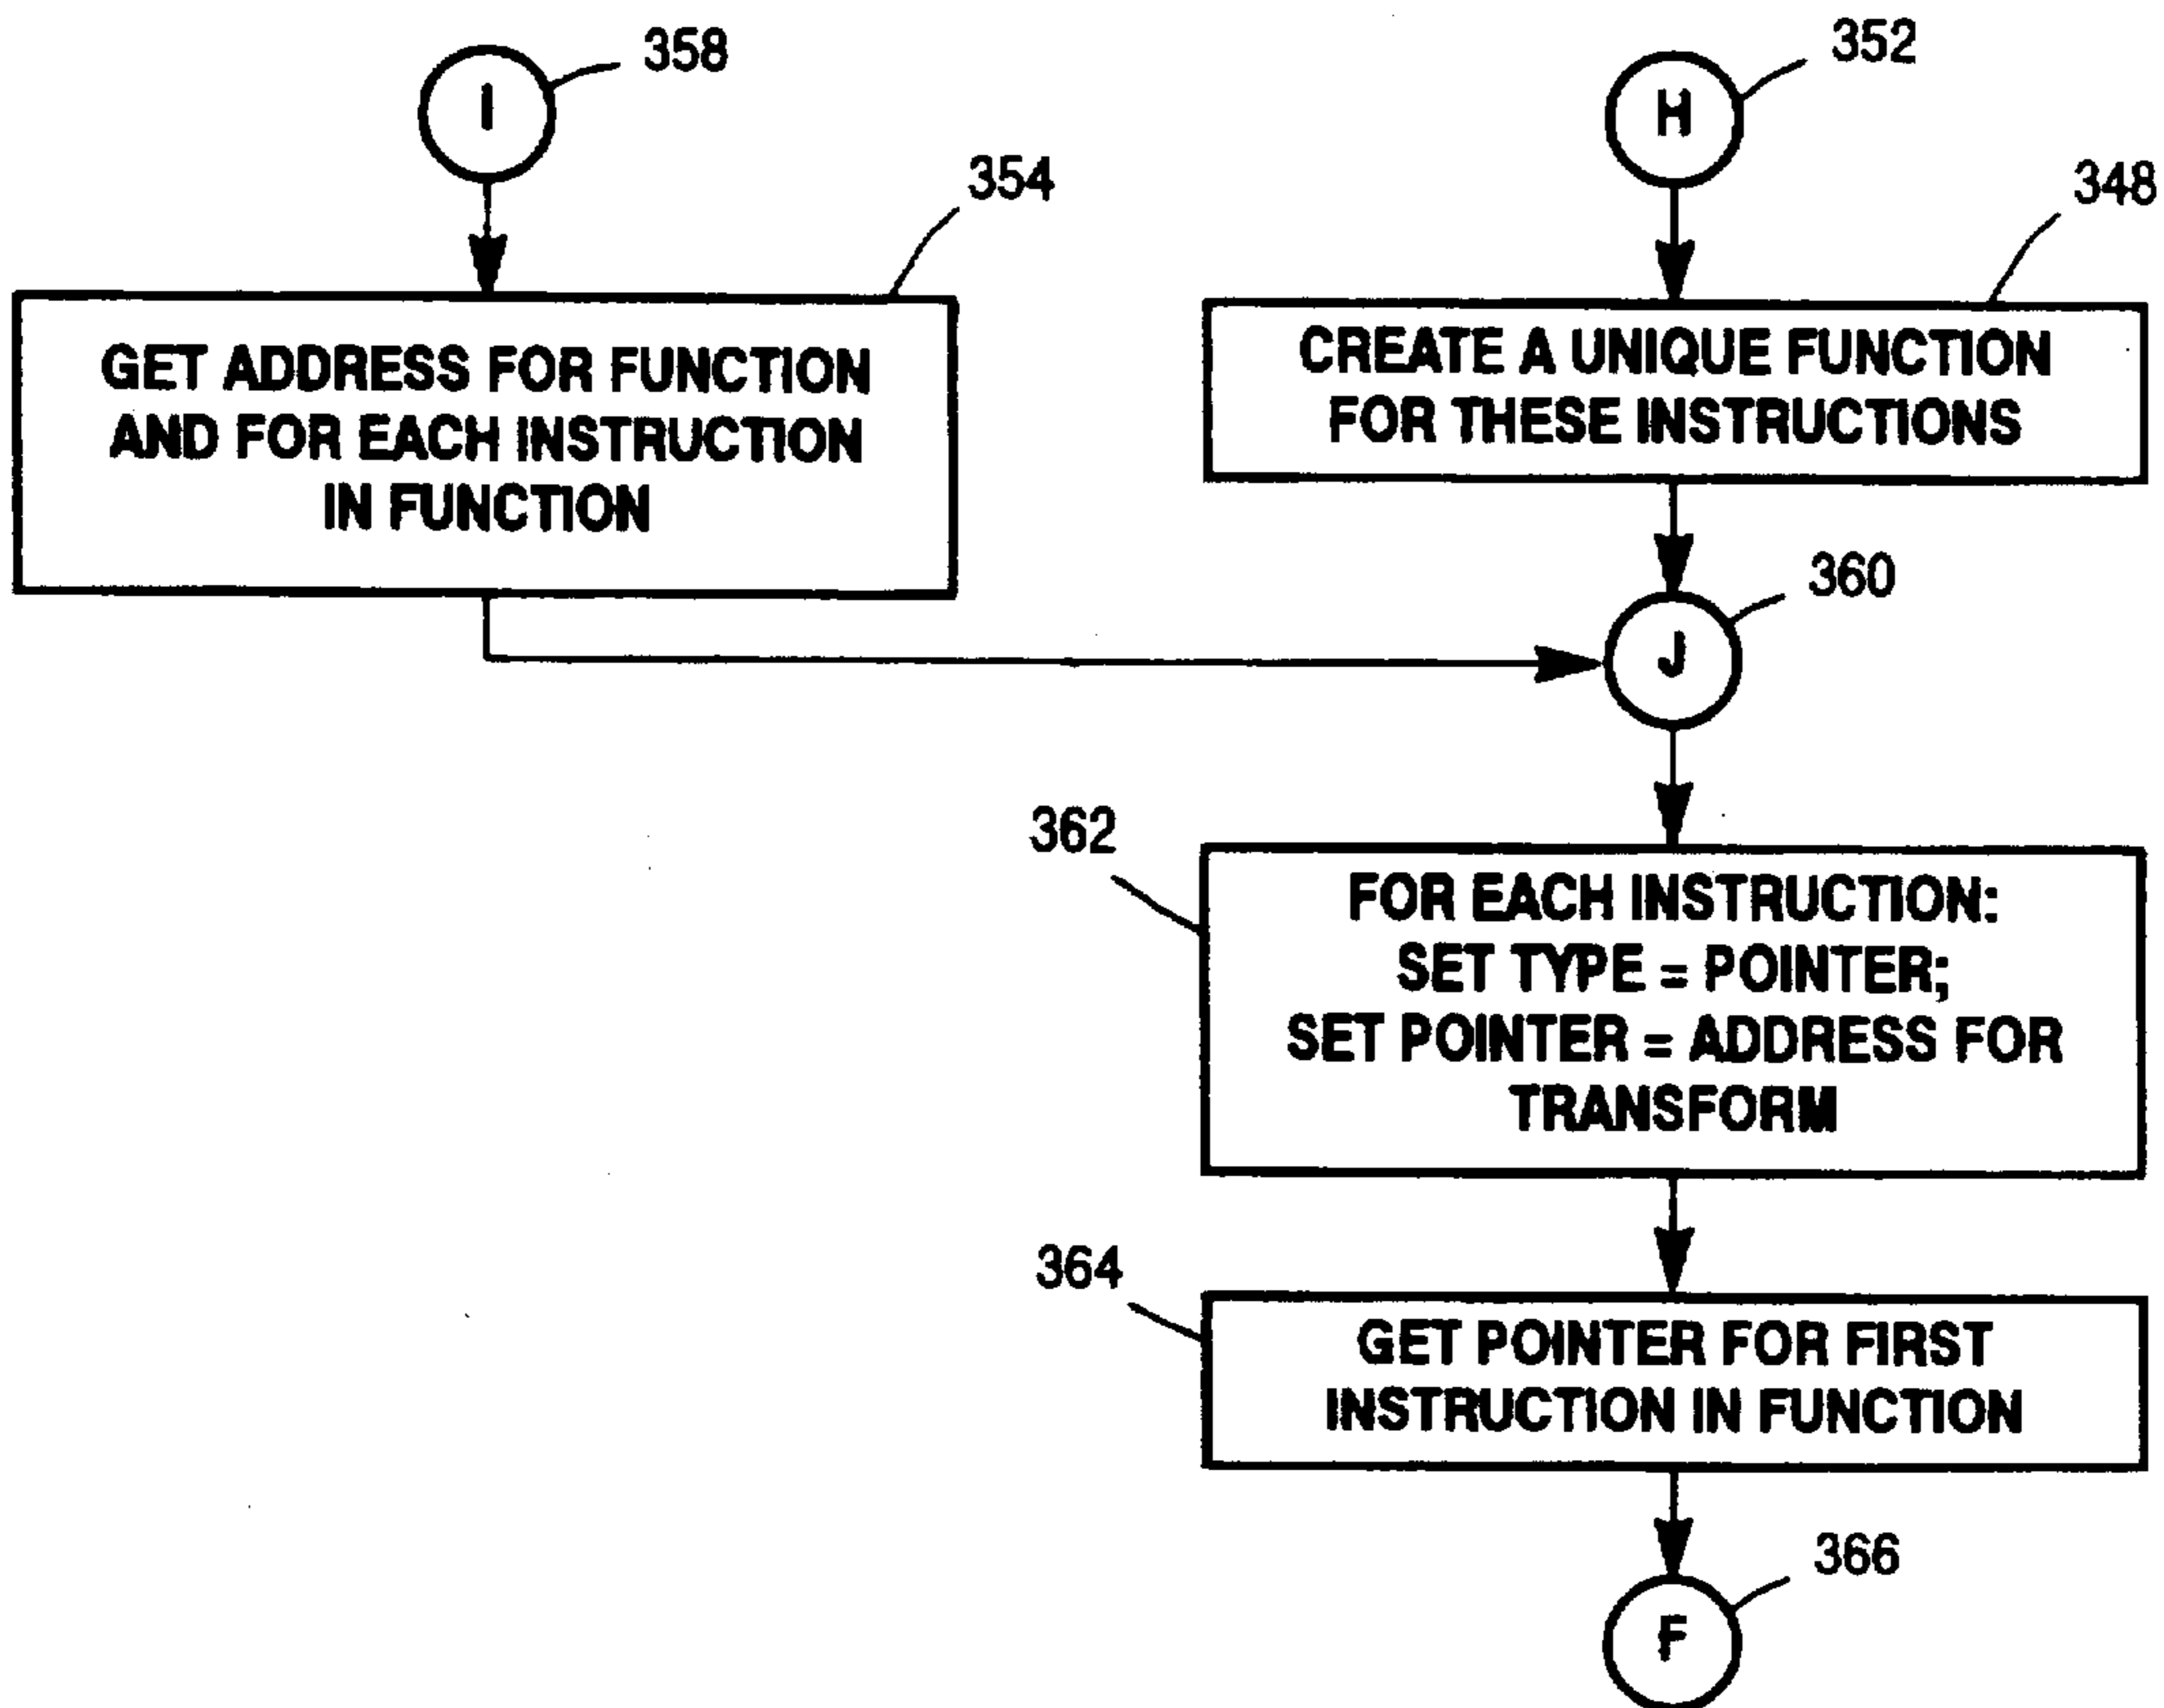 I
358
H
352
354
348
GET ADDRESS FOR FUNCTION
AND FOR EACH INSTRUCTION
IN FUNCTION
CREATE A UNIQUE FUNCTION
FOR THESE INSTRUCTIONS
360
J
362
FOR EACH INSTRUCTION:
SET TYPE = POINTER;
SET POINTER = ADDRESS FOR
TRANSFORM
364
GET POINTER FOR FIRST
INSTRUCTION IN FUNCTION
366
F